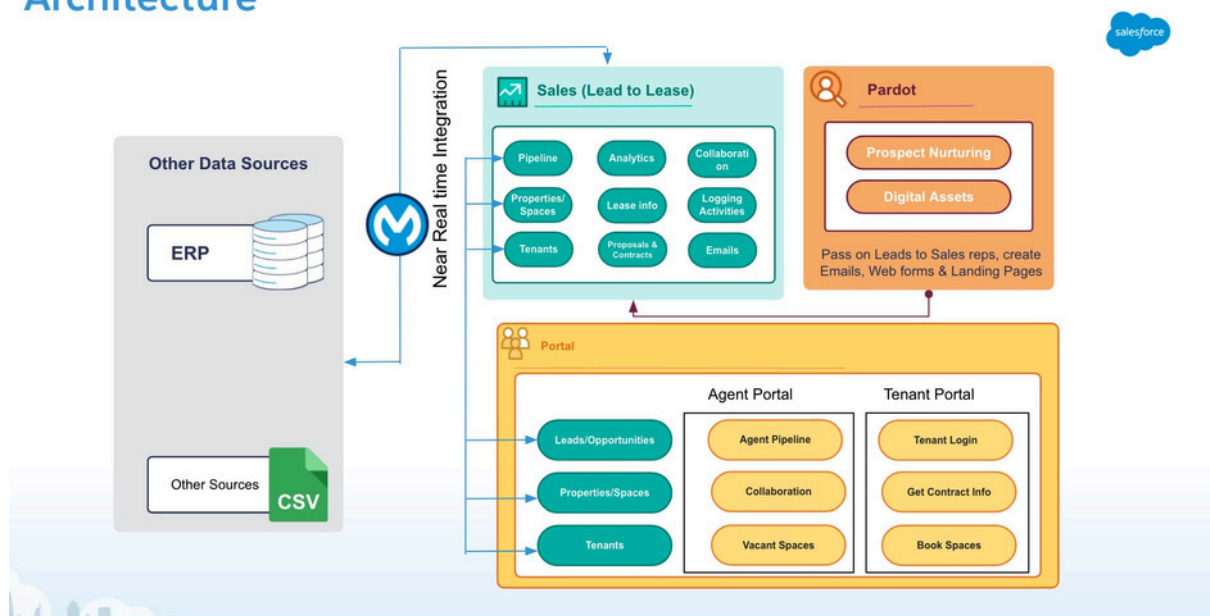 Architecture
salesforce
Other Data Sources
ERP
Other Sources
CSV
Near Real time Integration
Sales (Lead to Lease)
Pipeline
Analytics
Collaborati
on
Properties/
Spaces
Lease info
Logging
Activities
Tenants
Proposals &
Contracts
Emails
Pardot
Prospect Nurturing
Digital Assets
Pass on Leads to Sales reps, create
Emails, Web forms & Landing Pages
Portal
Agent Portal
Tenant Portal
Leads/Opportunities
Agent Pipeline
Tenant Login
Properties/Spaces
Collaboration
Get Contract Info
Tenants
Vacant Spaces
Book Spaces